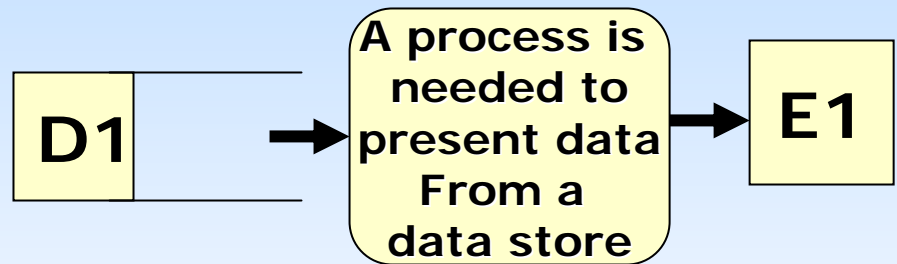 D1
A process is
needed to
present data
From a
data store
E1